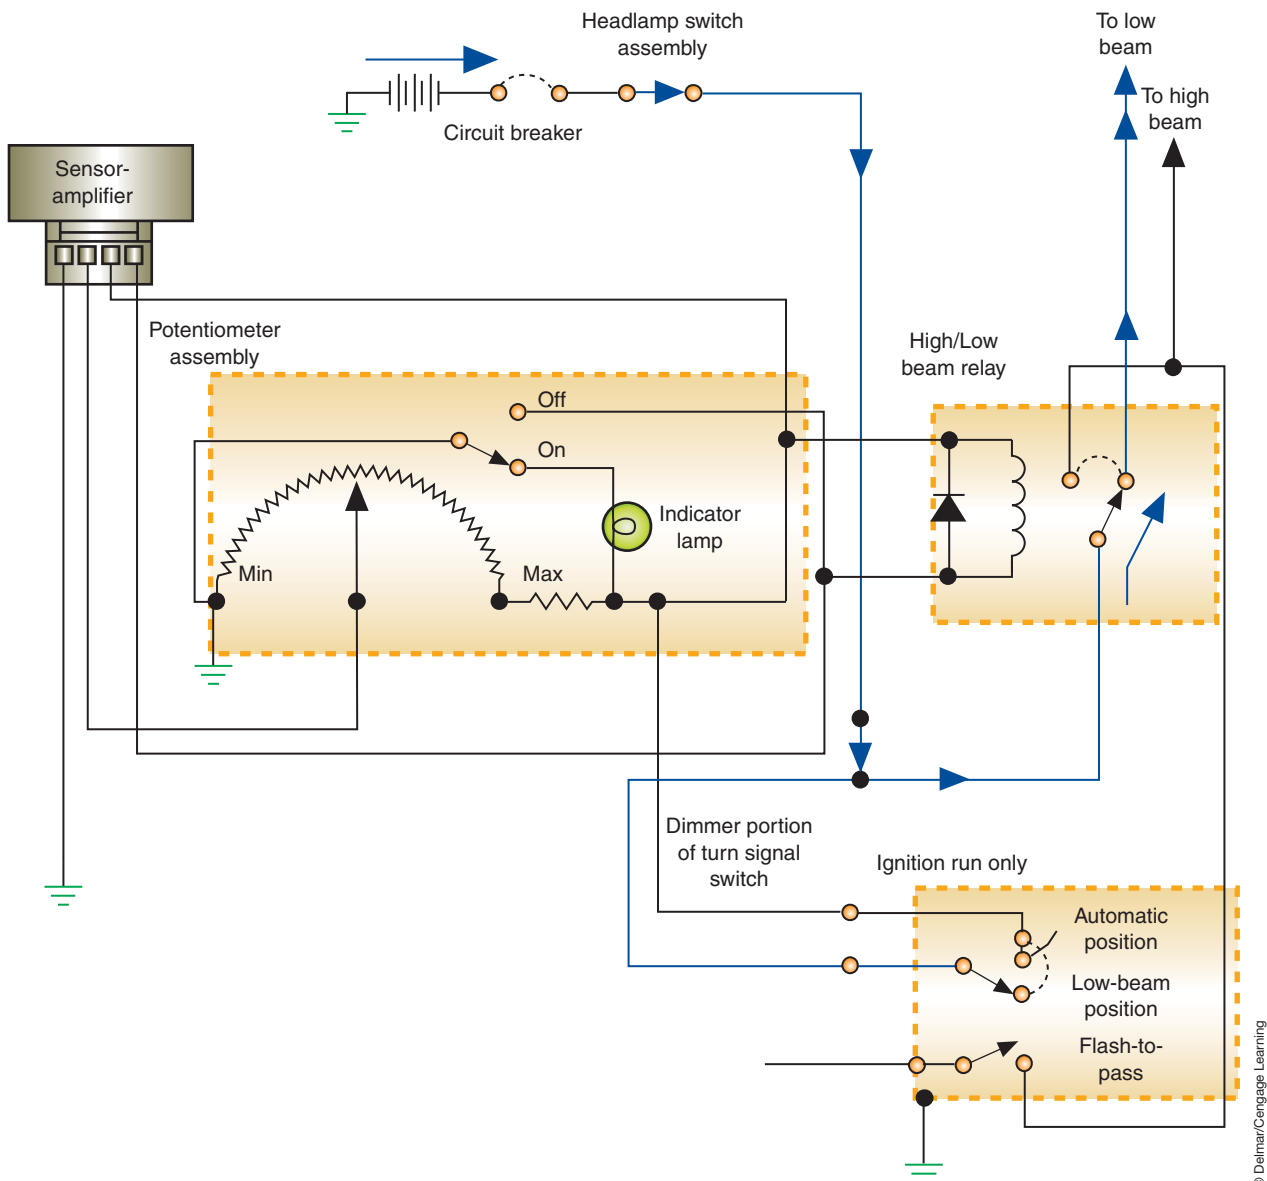 Headlamp switch
assembly
To low
beam
To high
beam
Circuit breaker
Sensor-
amplifier
Potentiometer
assembly
High/Low
beam relay
Off
On
Indicator
lamp
Min
Max
Dimmer portion
of turn signal
switch
Ignition run only
Automatic
position
Low-beam
position
Flash-to-
pass
© Delmar/Cengage Learning